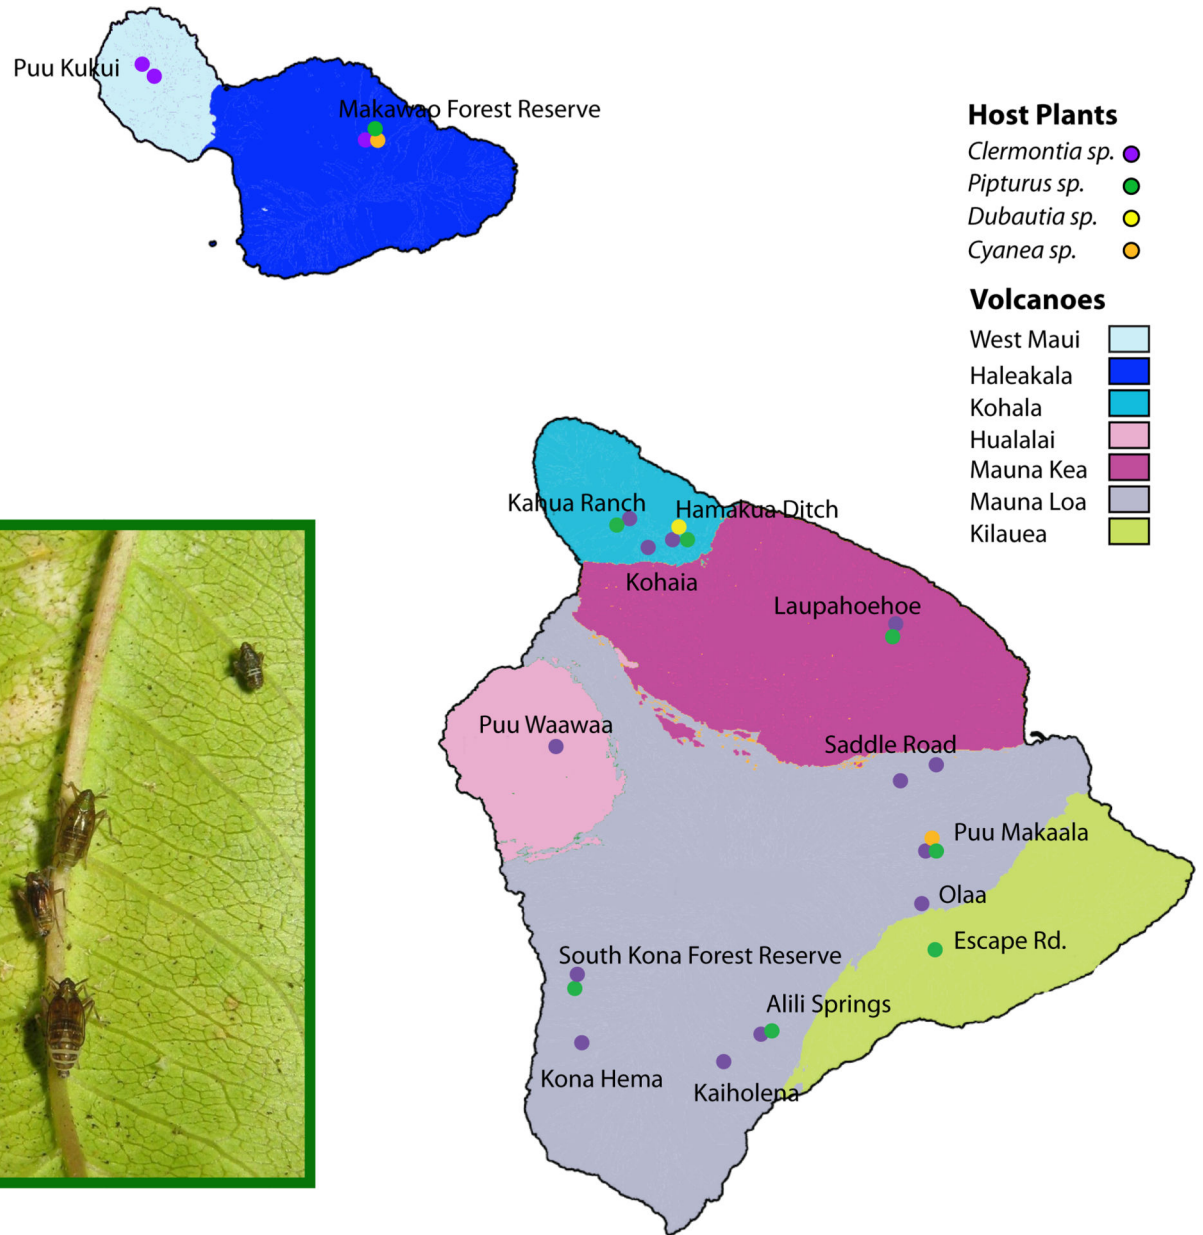 Puu Kukui
Makawao Forest Reserve
Host Plants
Clermontia sp.
Pipturus sp.
Dubautia sp.
Cyanea sp.
Volcanoes
West Maui
Haleakala
Kohala
Hualalai
Mauna Kea
Mauna Loa
Kilauea
Kahua Ranch
Hamakua Ditch
Kohaia
Laupahoehoe
Puu Waawaa
Saddle Road
Puu Makaala
Olaa
Escape Rd.
South Kona Forest Reserve
Alili Springs
Kona Hema
Kaiholena